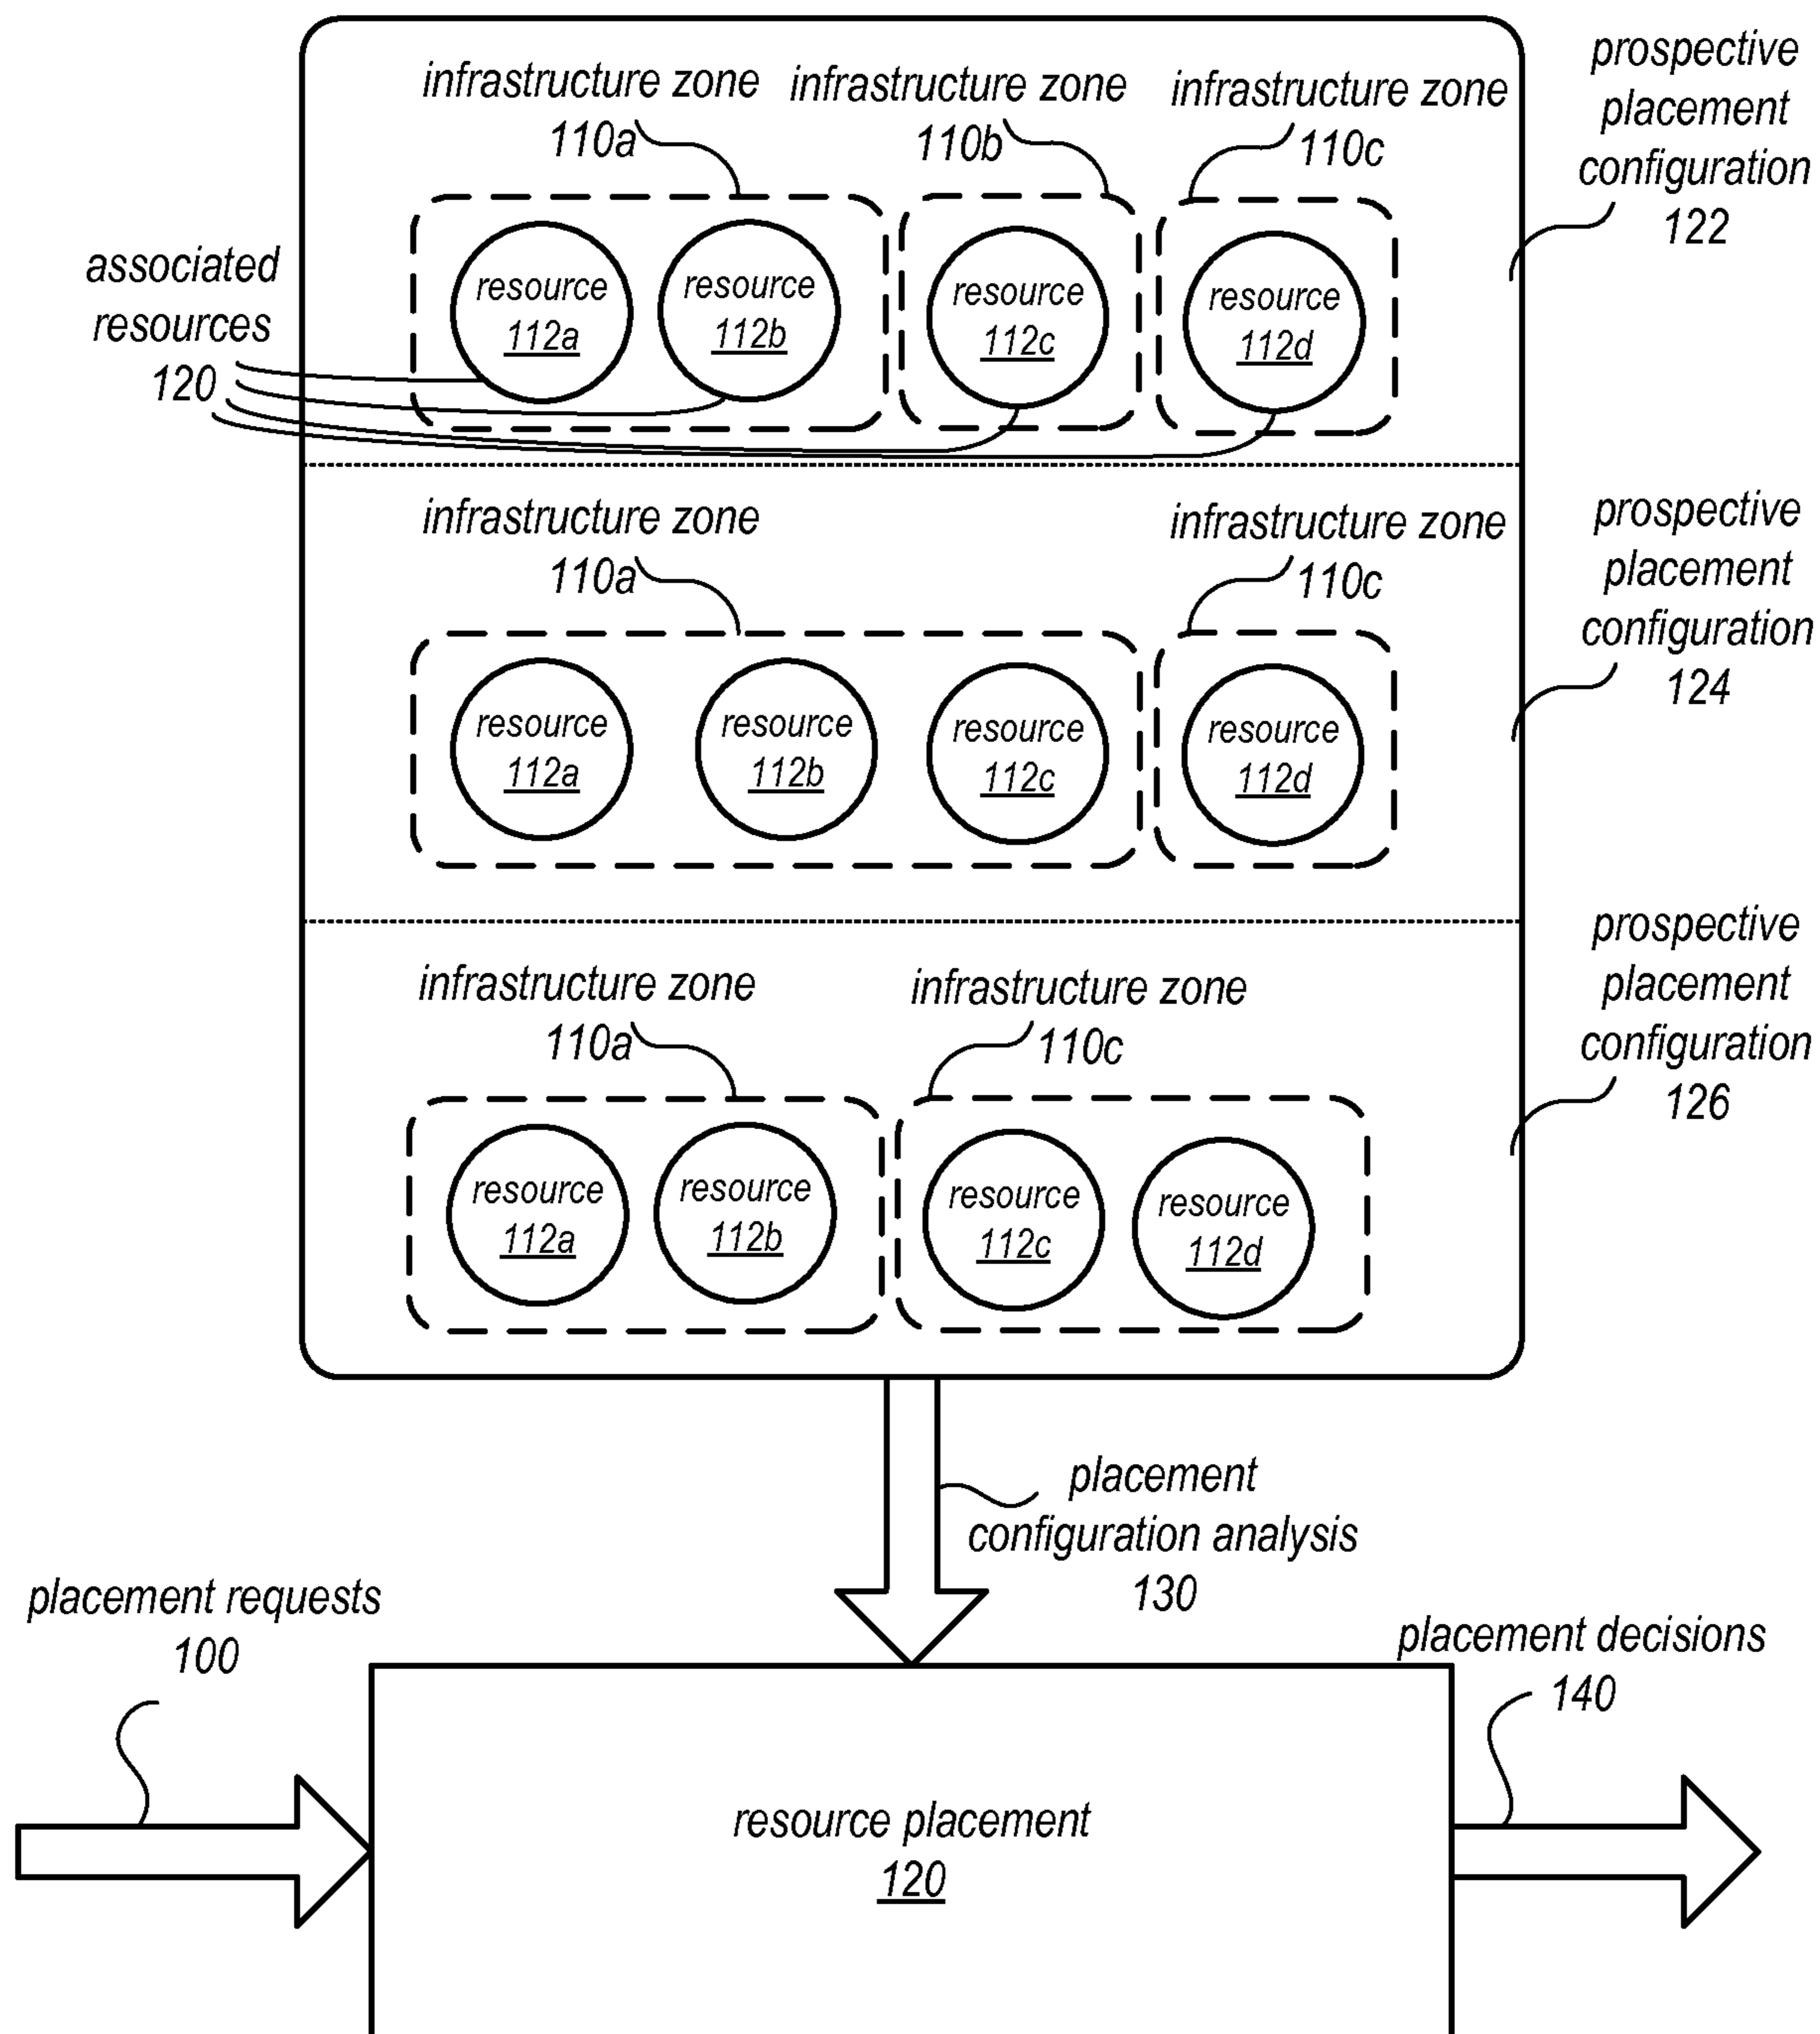 infrastructure zone
110a
infrastructure zone
110b
infrastructure zone
110c
prospective
placement
configuration
122
associated
resources
120
resource
112a
resource
112b
resource
112c
resource
112d
infrastructure zone
110a
infrastructure zone
110c
prospective
placement
configuration
124
resource
112a
resource
112b
resource
112c
resource
112d
infrastructure zone
110a
infrastructure zone
110c
prospective
placement
configuration
126
resource
112a
resource
112b
resource
112c
resource
112d
placement
configuration analysis
130
placement requests
100
placement decisions
140
resource placement
120